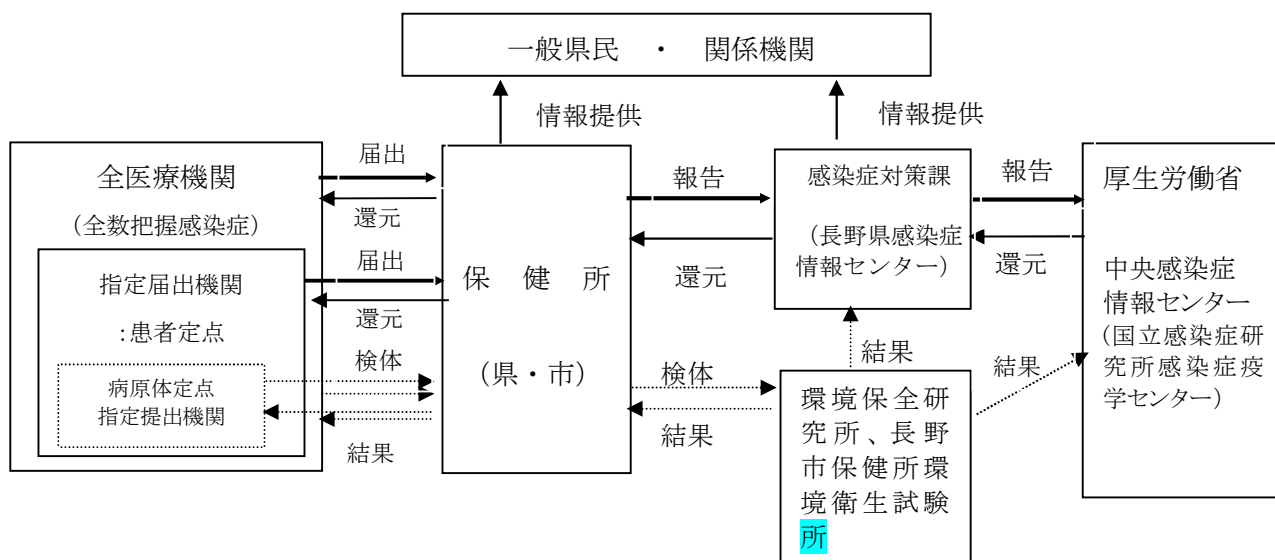 一般県民 ・ 関係機関
情報提供
情報提供
全医療機関
(全数把握感染症)
届出
還元
指定届出機関
:患者定点
届出
還元
病原体定点
指定提出機関
検体
結果
保健所
(県・市)
報告
還元
検体
結果
感染症対策課
(長野県感染症
情報センター)
結果
環境保全研
究所、長野
市保健所環
境衛生試験
所
報告
還元
結果
厚生労働省
中央感染症
情報センター
(国立感染症研
究所感染症疫
学センター)